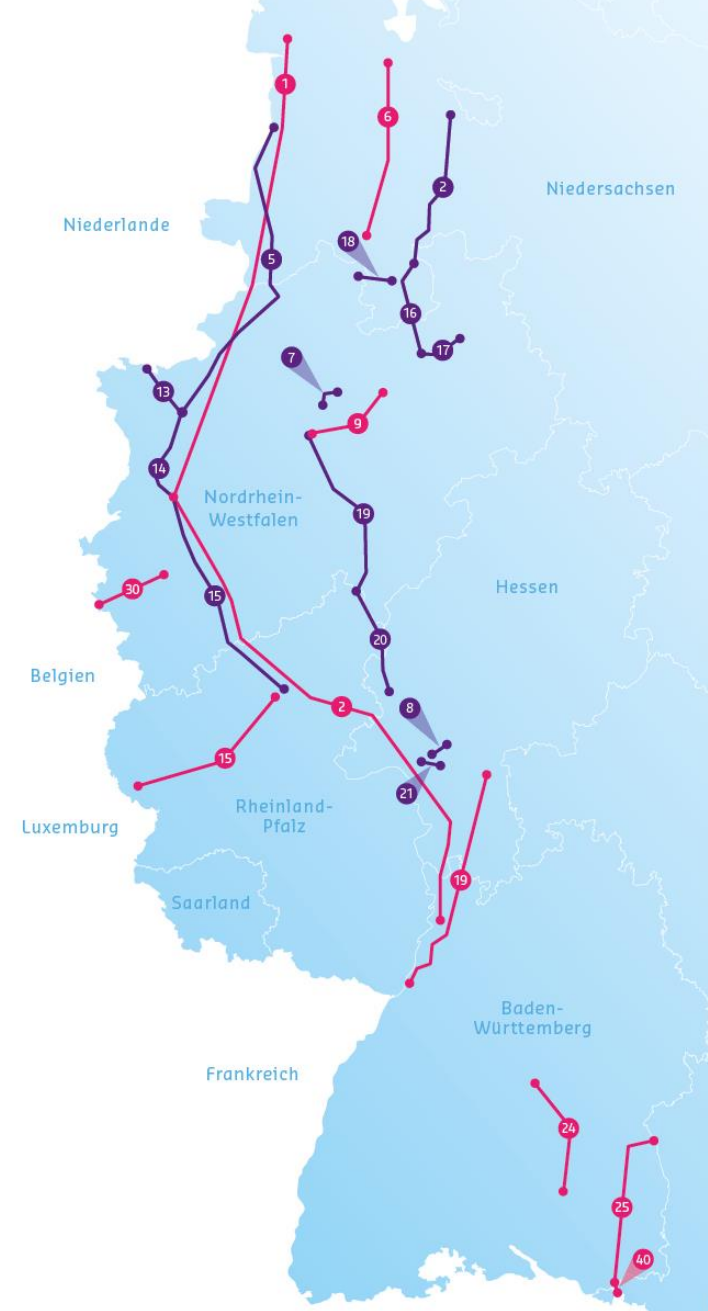 1
6
2
Niedersachsen
Niederlande
18
5
16
17
7
13
9
14
Nordrhein-
Westfalen
19
30
15
Hessen
20
Belgien
2
8
15
21
Rheinland-
Pfalz
Luxemburg
19
Saarland
Baden-
Württemberg
Frankreich
24
25
40